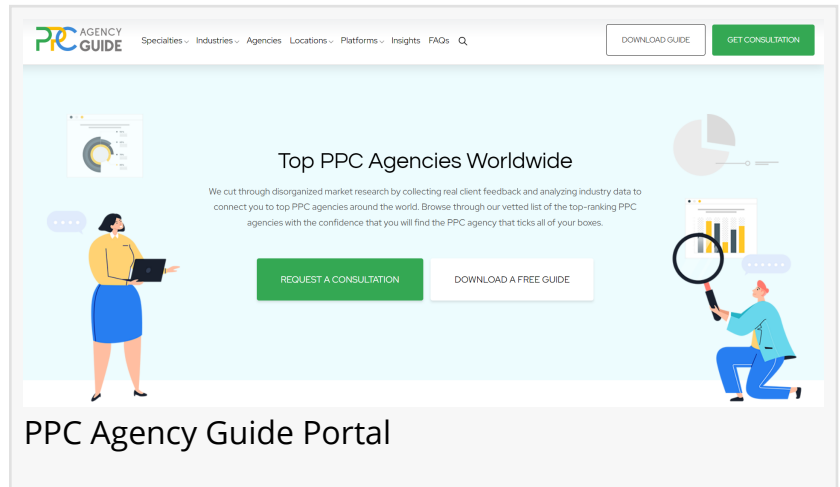 PPC AGENCY GUIDE
Specialties Industries Agencies Locations Platforms Insights FAQs
DOWNLOAD GUIDE
GET CONSULTATION
Top PPC Agencies Worldwide
We cut through disorganized market research by collecting real client feedback and analyzing industry data to
connect you to top PPC agencies around the world. Browse through our vetted list of the top-ranking PPC
agencies with the confidence that you will find the PPC agency that ticks all of your boxes.
REQUEST A CONSULTATION
DOWNLOAD A FREE GUIDE
PPC Agency Guide Portal